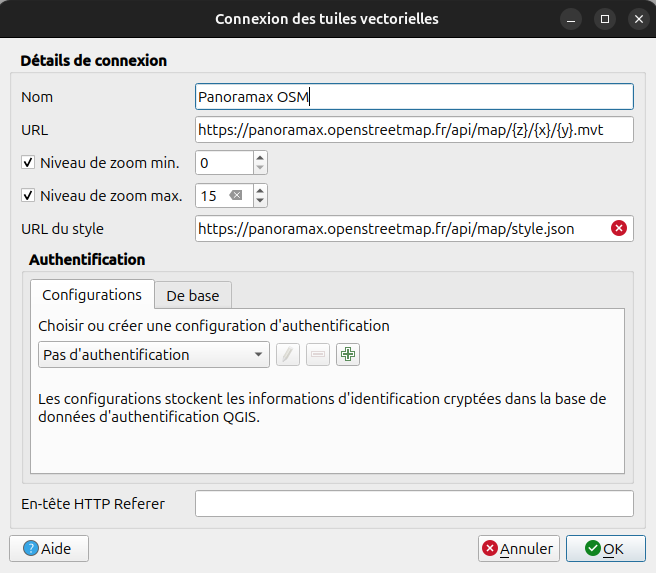 Connexion des tuiles vectorielles
Détails de connexion
Nom
Panoramax OSM
URL
https://panoramax.openstreetmap.fr/api/map/{z}/{x}/{y}.mvt
Niveau de zoom min.
0
Niveau de zoom max.
15
URL du style
https://panoramax.openstreetmap.fr/api/map/style.json
Authentification
Configurations
De base
Choisir ou créer une configuration d'authentification
Pas d'authentification
Les configurations stockent les informations d'identification cryptées dans la base de
données d'authentification QGIS.
En-tête HTTP Referer
Aide
Annuler
OK